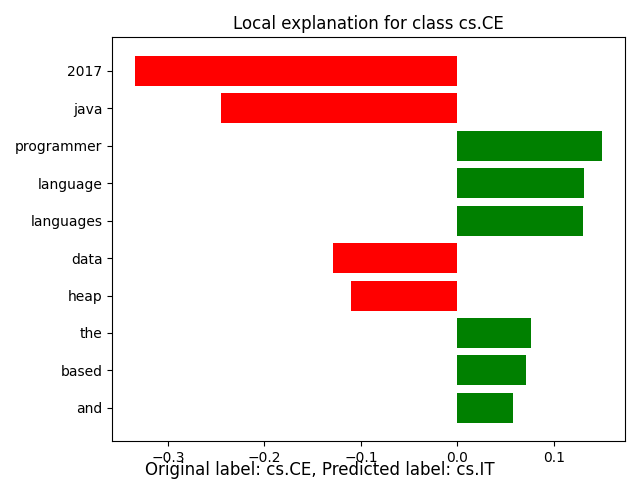 Local explanation for class cs.CE
2017
java
programmer
language
languages
data
heap
the
based
and
−0.3 −0.2 −0.1 0.0 0.1
Original label: cs.CE, Predicted label: cs.IT